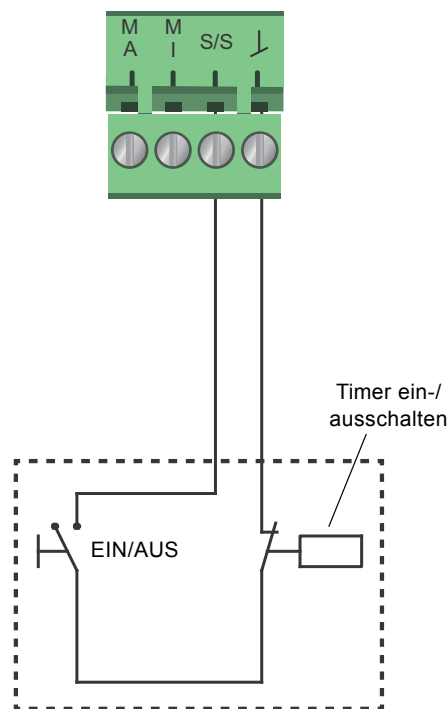 M
A
M
I
S/S
Timer ein-/
ausschalten
EIN/AUS